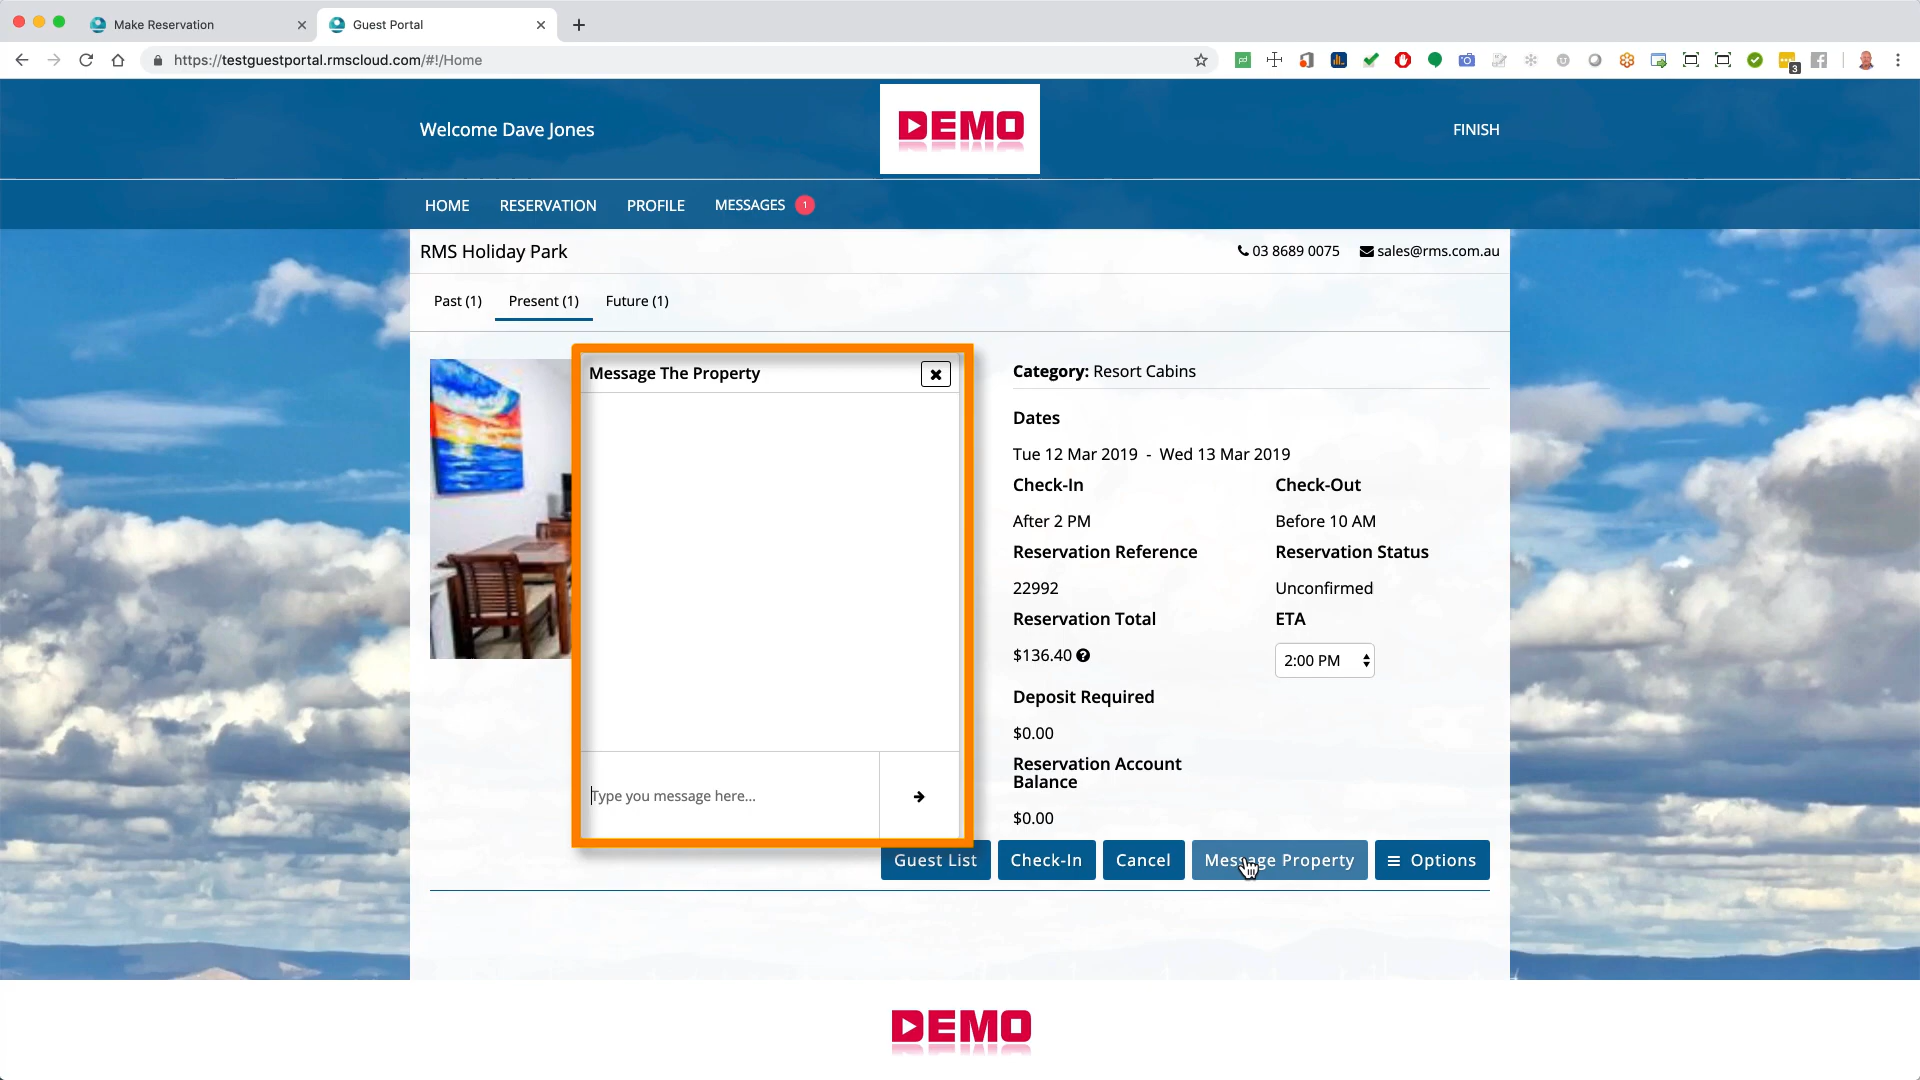 Make Reservation
Guest Portal
https://testguestportal.rmscloud.com/#!/Home
3
Welcome Dave Jones
DEMO
FINISH
HOME RESERVATION PROFILE MESSAGES 1
RMS Holiday Park
03 8689 0075 sales@rms.com.au
Past (1) Present (1) Future (1)
Message The Property
Type you message here...
Category: Resort Cabins
Dates
Tue 12 Mar 2019 - Wed 13 Mar 2019
Check-In Check-Out
After 2 PM Before 10 AM
Reservation Reference Reservation Status
22992 Unconfirmed
Reservation Total ETA
$136.40 2:00 PM
Deposit Required
$0.00
Reservation Account
Balance
$0.00
Guest List Check-In Cancel Message Property Options
DEMO